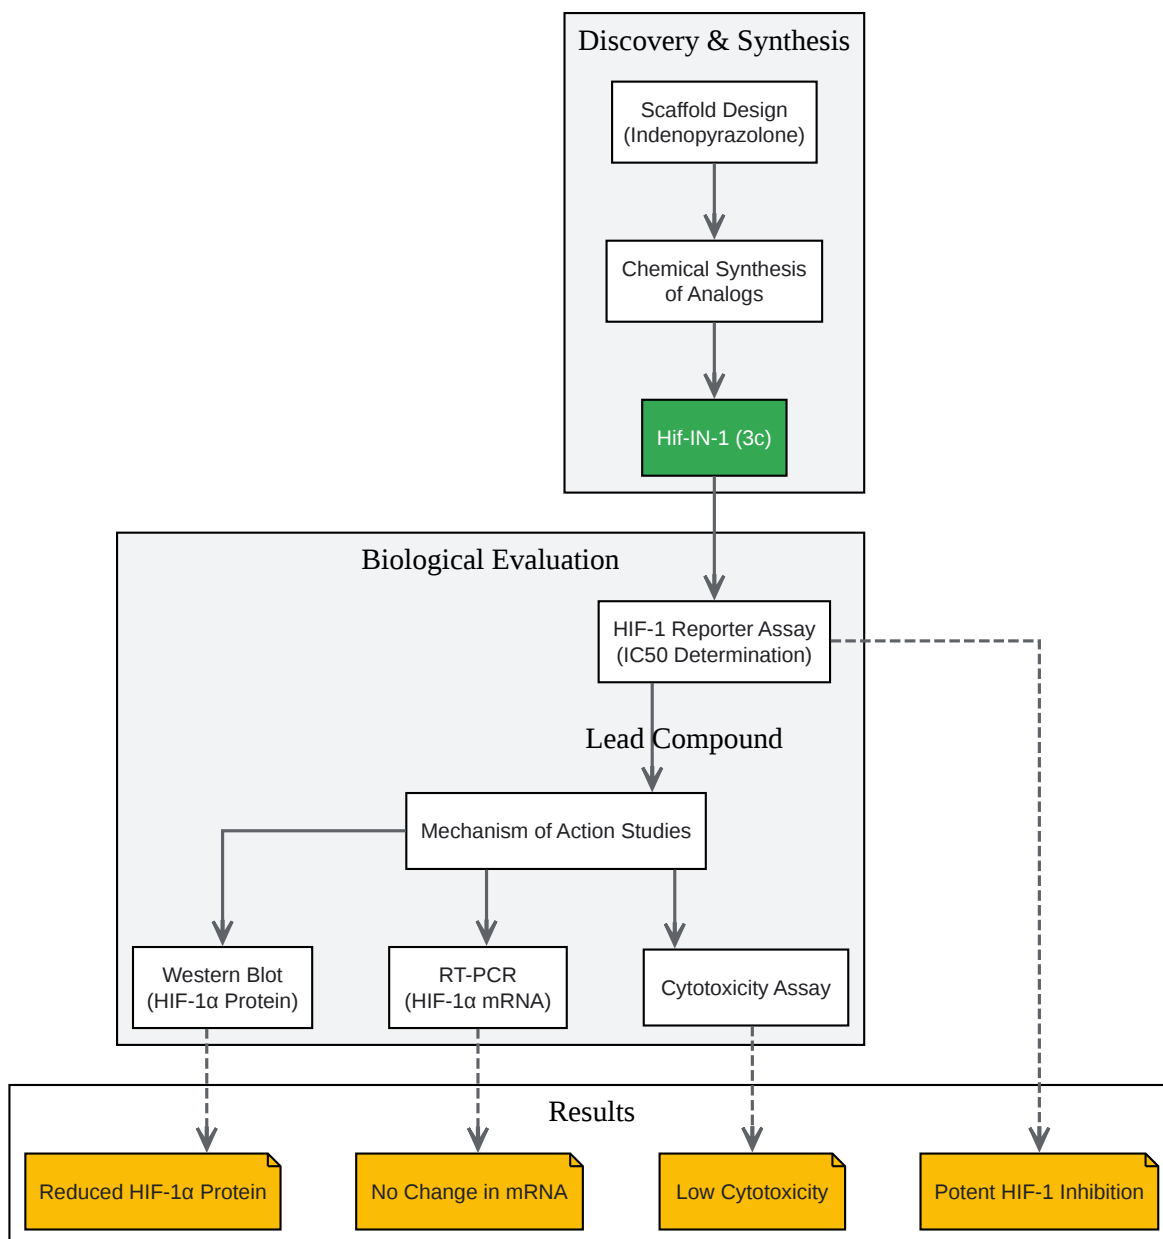 Discovery & Synthesis
Scaffold Design
(Indenopyrazolone)
Chemical Synthesis
of Analogs
Hif-IN-1 (3c)
Biological Evaluation
HIF-1 Reporter Assay
(IC50 Determination)
Lead Compound
Mechanism of Action Studies
Western Blot
(HIF-1α Protein)
RT-PCR
(HIF-1α mRNA)
Cytotoxicity Assay
Results
Reduced HIF-1α Protein
No Change in mRNA
Low Cytotoxicity
Potent HIF-1 Inhibition